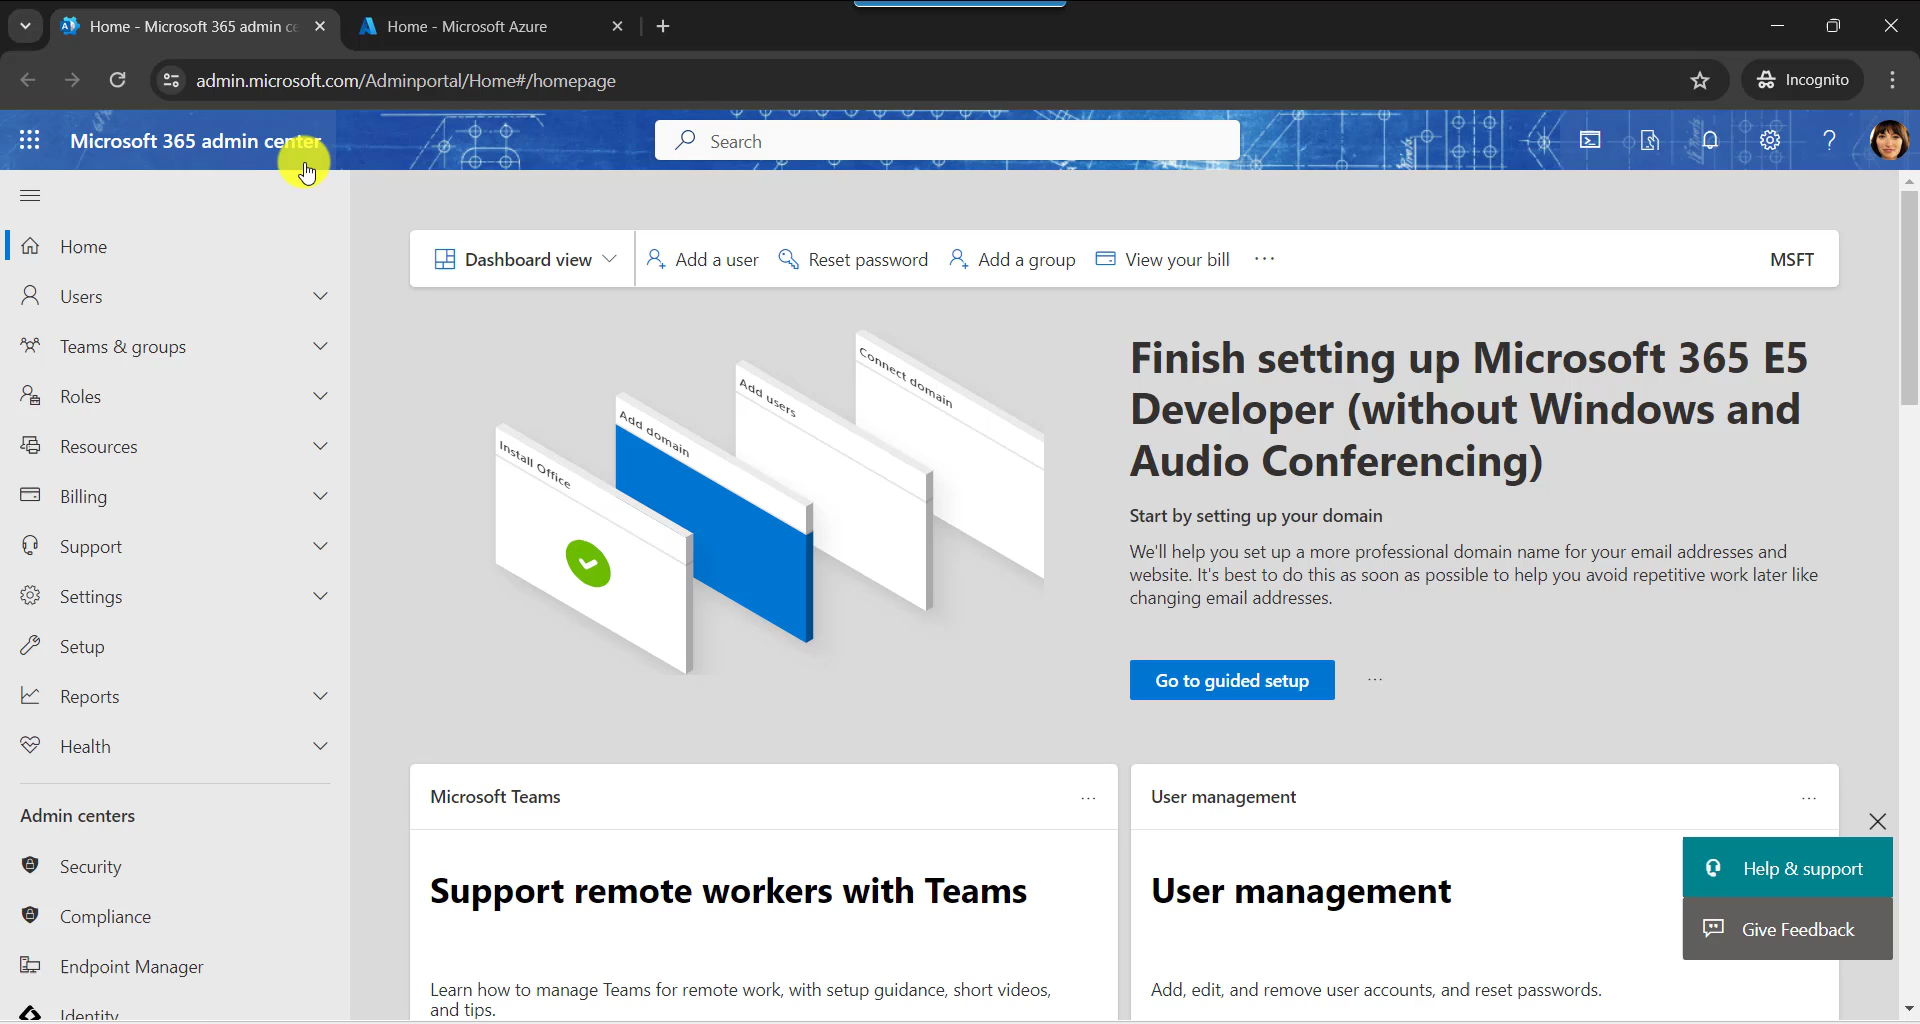 Home - Microsoft 365 admin ce
Home - Microsoft Azure
admin.microsoft.com/Adminportal/Home#/homepage
Incognito
Microsoft 365 admin center
Search
Home
Users
Teams & groups
Roles
Resources
Billing
Support
Settings
Setup
Reports
Health
Admin centers
Security
Compliance
Endpoint Manager
Identity
Dashboard view
Add a user
Reset password
Add a group
View your bill
MSFT
Install Office
Add domain
Add users
Connect domain
Finish setting up Microsoft 365 E5
Developer (without Windows and
Audio Conferencing)
Start by setting up your domain
We'll help you set up a more professional domain name for your email addresses and
website. It's best to do this as soon as possible to help you avoid repetitive work later like
changing email addresses.
Go to guided setup
Microsoft Teams
Support remote workers with Teams
Learn how to manage Teams for remote work, with setup guidance, short videos,
and tips.
User management
User management
Add, edit, and remove user accounts, and reset passwords.
Help & support
Give Feedback